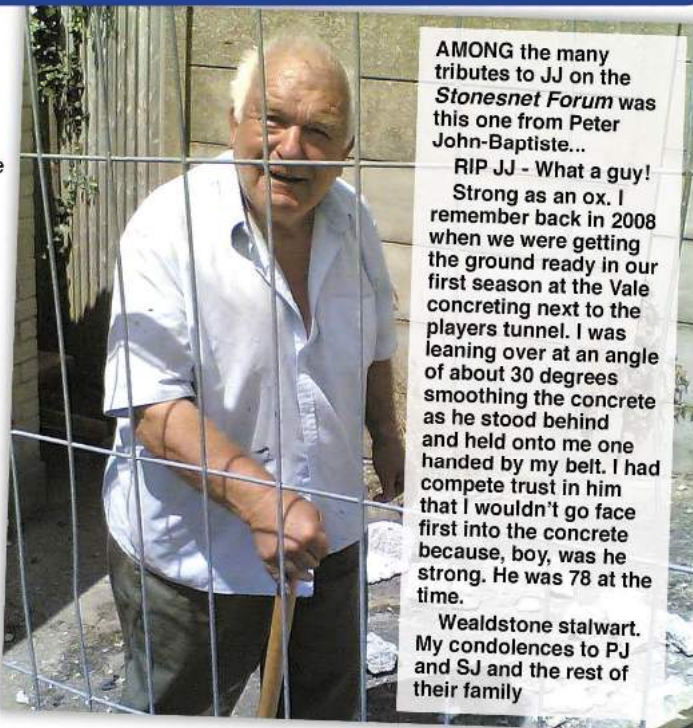 e
AMONG the many
tributes to JJ on the
Stonesnet Forum was
this one from Peter
John-Baptiste...
RIP JJ - What a guy!
Strong as an ox. I
remember back in 2008
when we were getting
the ground ready in our
first season at the Vale
concreting next to the
players tunnel. I was
leaning over at an angle
of about 30 degrees
smoothing the concrete
as he stood behind
and held onto me one
handed by my belt. I had
compete trust in him
that I wouldn't go face
first into the concrete
because, boy, was he
strong. He was 78 at the
time.
Wealdstone stalwart.
My condolences to PJ
and SJ and the rest of
their family